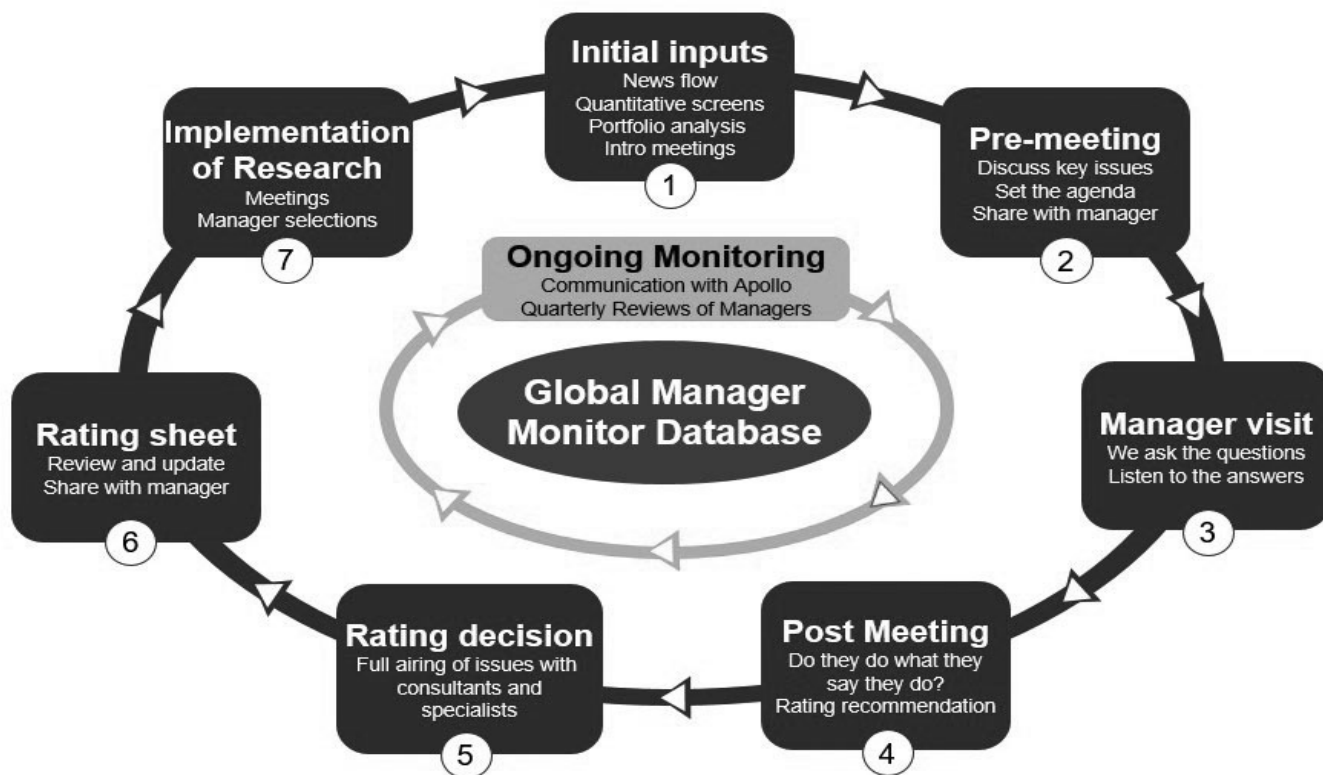 Initial inputs
News flow
Quantitative screens
Portfolio analysis
Intro meetings
1
Pre-meeting
Discuss key issues
Set the agenda
Share with manager
2
Manager visit
We ask the questions
Listen to the answers
3
Post Meeting
Do they do what they
say they do?
Rating recommendation
4
Rating decision
Full airing of issues with
consultants and
specialists
5
Rating sheet
Review and update
Share with manager
6
Implementation
of Research
Meetings
Manager selections
7
Ongoing Monitoring
Communication with Apollo
Quarterly Reviews of Managers
Global Manager
Monitor Database